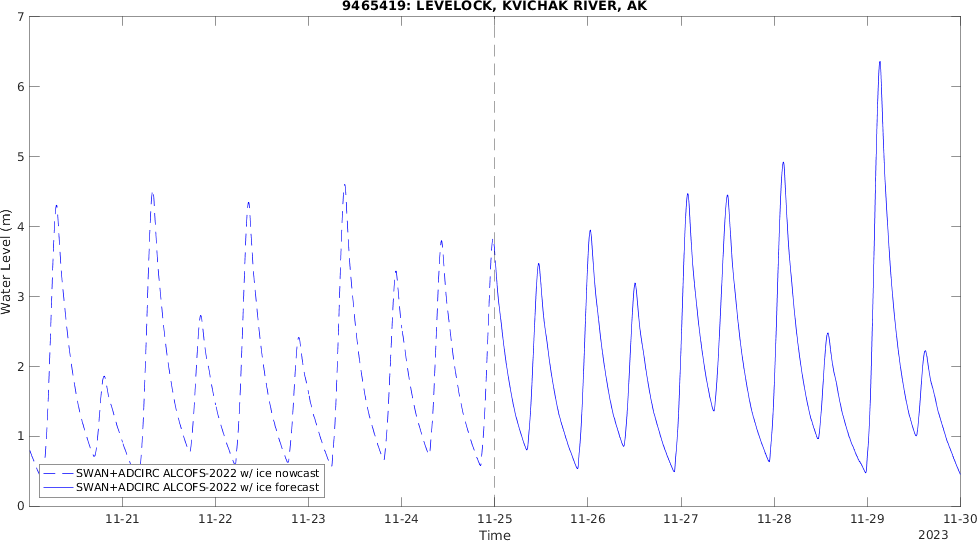 9465419: LEVELOCK, KVICHAK RIVER, AK
7
6
5
4
3
2
1
0
Water Level (m)
SWAN+ADCIRC ALCOFS-2022 w/ ice nowcast
SWAN+ADCIRC ALCOFS-2022 w/ ice forecast
11-21 11-22 11-23 11-24 11-25 11-26 11-27 11-28 11-29 11-30
Time
2023